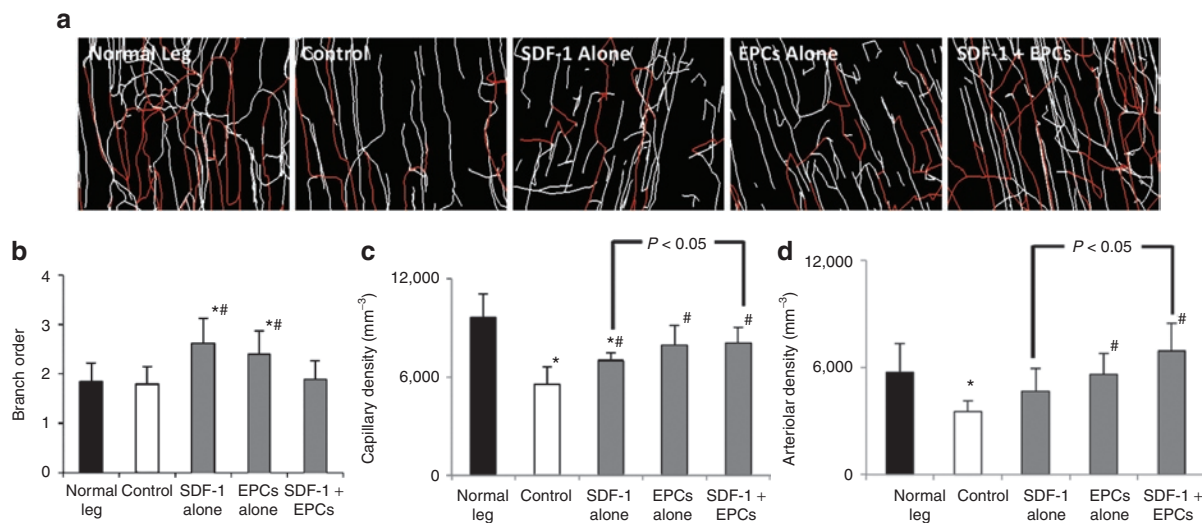 a
Normal Leg
Control
SDF-1 Alone
EPCs Alone
SDF-1 + EPCs
b
Branch order
4
3
2
1
0
*#
*#
Normal leg
Control
SDF-1 alone
EPCs alone
SDF-1 + EPCs
c
P < 0.05
Capillary density (mm⁻³)
12,000
6,000
0
*
*#
#
#
Normal leg
Control
SDF-1 alone
EPCs alone
SDF-1 + EPCs
d
P < 0.05
Arteriolar density (mm⁻³)
12,000
6,000
0
*
#
#
Normal leg
Control
SDF-1 alone
EPCs alone
SDF-1 + EPCs